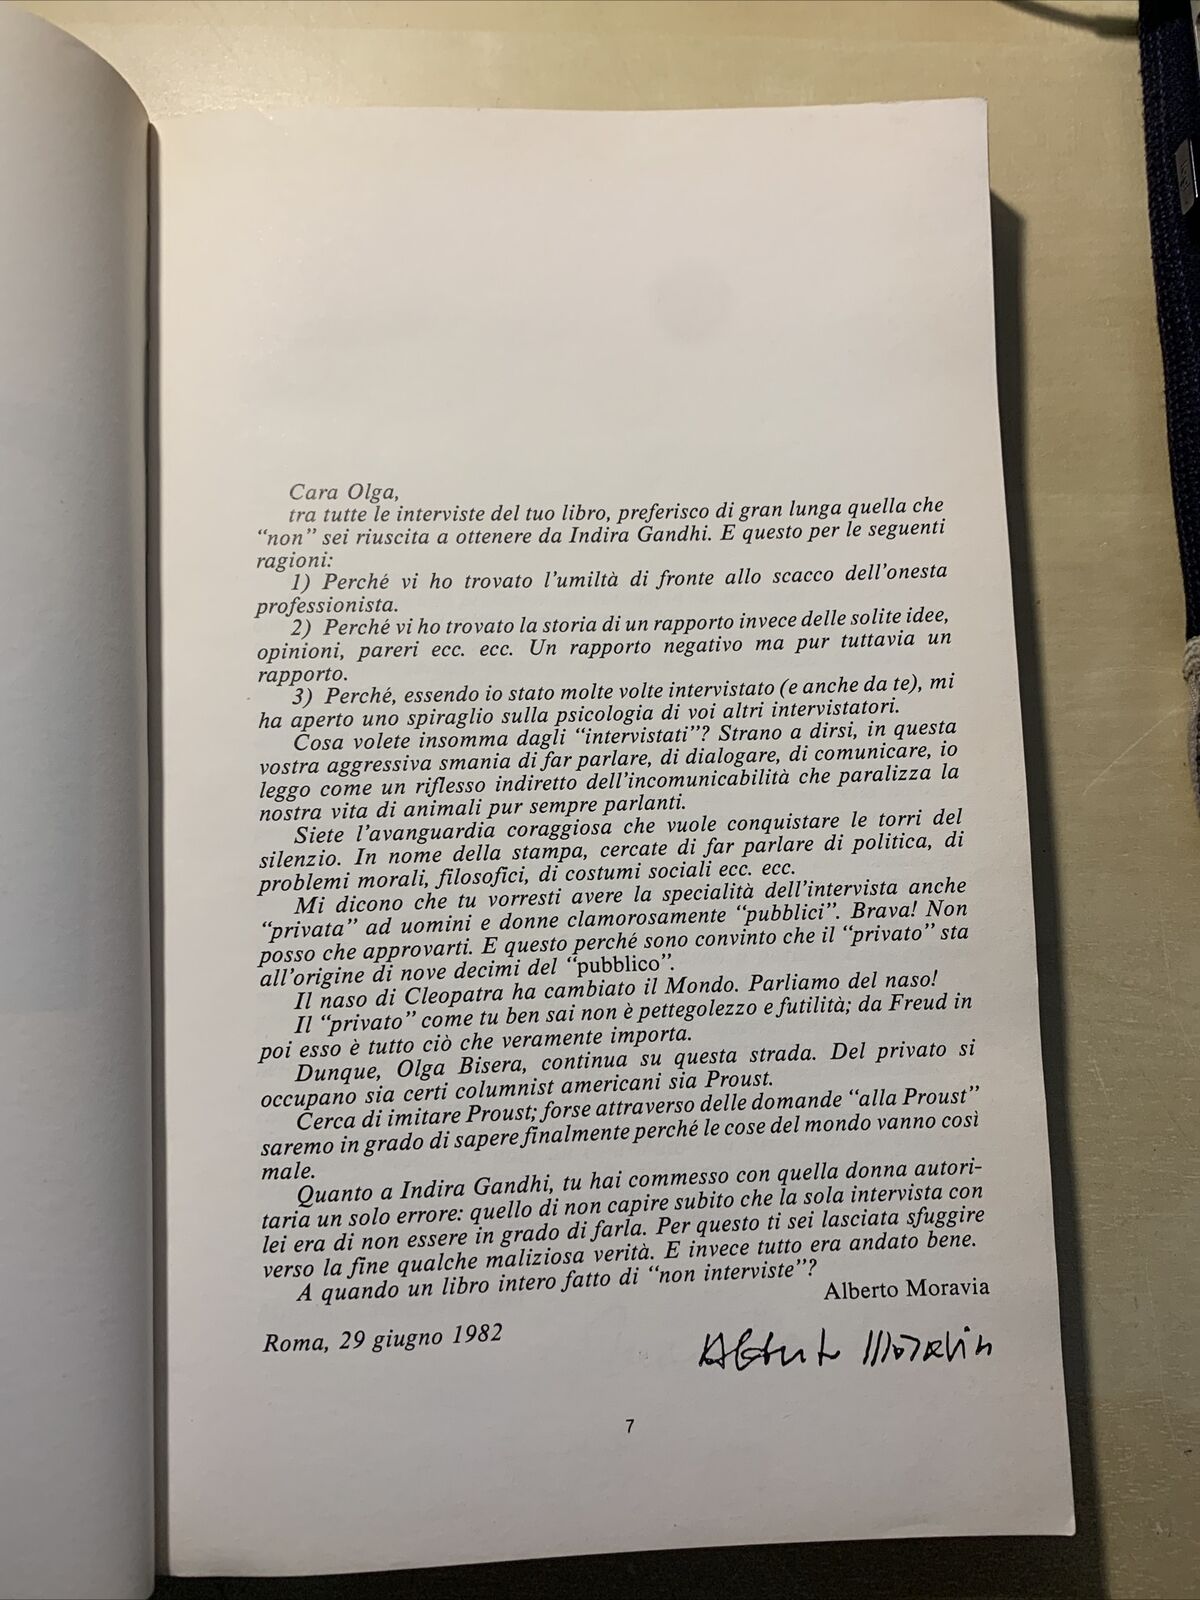 Cara Olga,
tra tutte le interviste del tuo libro, preferisco di gran lunga quella che
“non” sei riuscita a ottenere da Indira Gandhi. E questo per le seguenti
ragioni:
1) Perché vi ho trovato l’umiltà di fronte allo scacco dell’onesta
professionista.
2) Perché vi ho trovato la storia di un rapporto invece delle solite idee,
opinioni, pareri ecc. ecc. Un rapporto negativo ma pur tuttavia un
rapporto.
3) Perché, essendo io stato molte volte intervistato (e anche da te), mi
ha aperto uno spiraglio sulla psicologia di voi altri intervistatori.
Cosa volete insomma dagli “intervistati”? Strano a dirsi, in questa
vostra aggressiva smania di far parlare, di dialogare, di comunicare, io
leggo come un riflesso indiretto dell’incomunicabilità che paralizza la
nostra vita di animali pur sempre parlanti.
Siete l’avanguardia coraggiosa che vuole conquistare le torri del
silenzio. In nome della stampa, cercate di far parlare di politica, di
problemi morali, filosofici, di costumi sociali ecc. ecc.
Mi dicono che tu vorresti avere la specialità dell’intervista anche
“privata” ad uomini e donne clamorosamente “pubblici”. Brava! Non
posso che approvarti. E questo perché sono convinto che il “privato” sta
all’origine di nove decimi del “pubblico”.
Il naso di Cleopatra ha cambiato il Mondo. Parliamo del naso!
Il “privato” come tu ben sai non è pettegolezzo e futilità; da Freud in
poi esso è tutto ciò che veramente importa.
Dunque, Olga Bisera, continua su questa strada. Del privato si
occupano sia certi columnist americani sia Proust.
Cerca di imitare Proust; forse attraverso delle domande “alla Proust”
saremo in grado di sapere finalmente perché le cose del mondo vanno così
male.
Quanto a Indira Gandhi, tu hai commesso con quella donna autori-
taria un solo errore: quello di non capire subito che la sola intervista con
lei era di non essere in grado di farla. Per questo ti sei lasciata sfuggire
verso la fine qualche maliziosa verità. E invece tutto era andato bene.
A quando un libro intero fatto di “non interviste”?
Alberto Moravia
Roma, 29 giugno 1982
Alberto Moravia
7